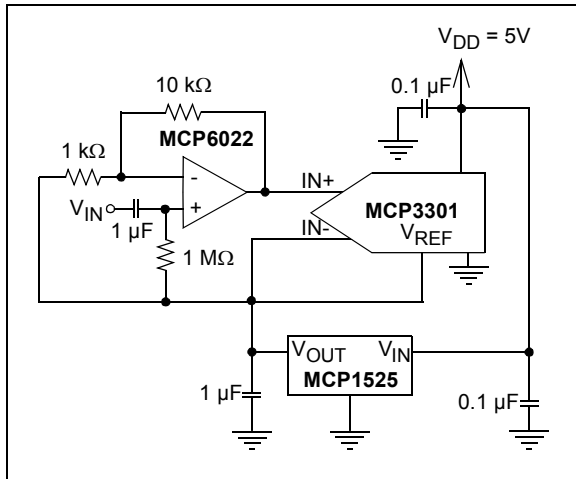 V_DD = 5V
0.1 µF
10 kΩ
MCP6022
1 kΩ
-
+
V_IN
1 µF
1 MΩ
IN+
IN-
MCP3301
V_REF
V_OUT
V_IN
MCP1525
1 µF
0.1 µF